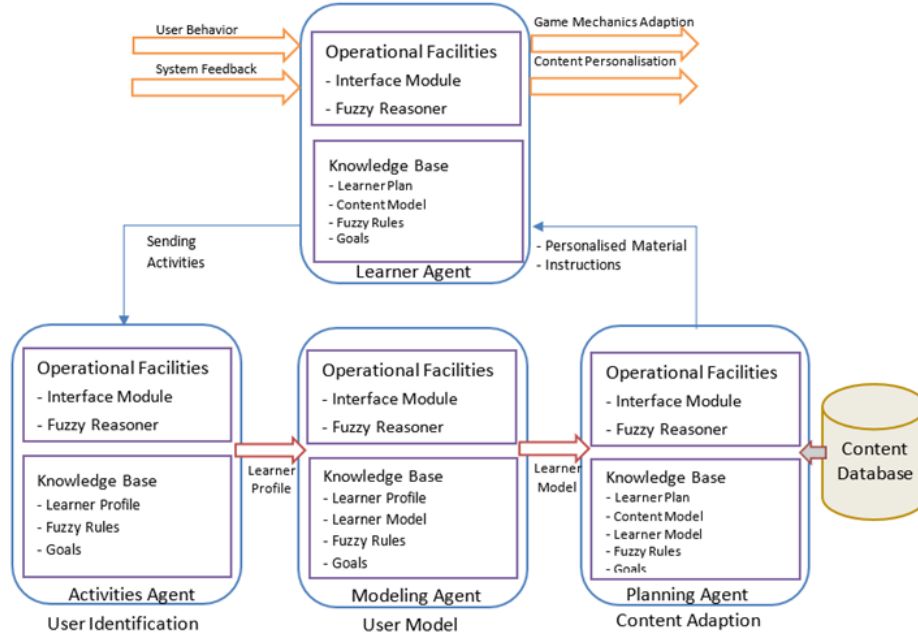 User Behavior
System Feedback
Operational Facilities
- Interface Module
- Fuzzy Reasoner
Game Mechanics Adaption
Content Personalisation
Knowledge Base
- Learner Plan
- Content Model
- Fuzzy Rules
- Goals
Learner Agent
Sending
Activities
- Personalised Material
- Instructions
Operational Facilities
- Interface Module
- Fuzzy Reasoner
Knowledge Base
- Learner Profile
- Fuzzy Rules
- Goals
Activities Agent
User Identification
Learner
Profile
Operational Facilities
- Interface Module
- Fuzzy Reasoner
Knowledge Base
- Learner Profile
- Learner Model
- Fuzzy Rules
- Goals
Modeling Agent
User Model
Learner
Model
Operational Facilities
- Interface Module
- Fuzzy Reasoner
Knowledge Base
- Learner Plan
- Content Model
- Learner Model
- Fuzzy Rules
- Goals
Planning Agent
Content Adaption
Content
Database